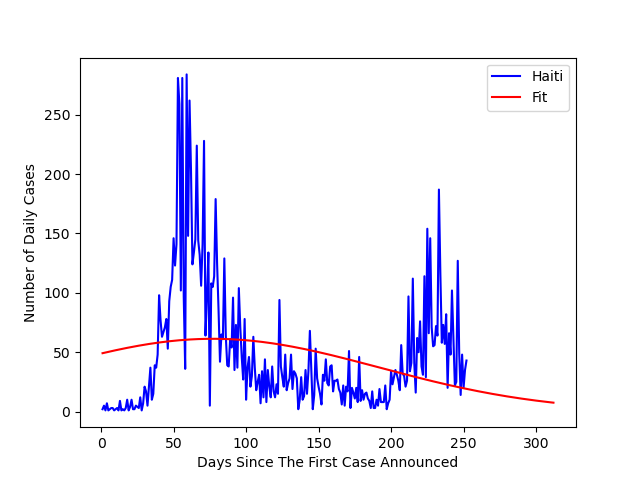 Haiti
Fit
Number of Daily Cases
250
200
150
100
50
0
0 50 100 150 200 250 300
Days Since The First Case Announced